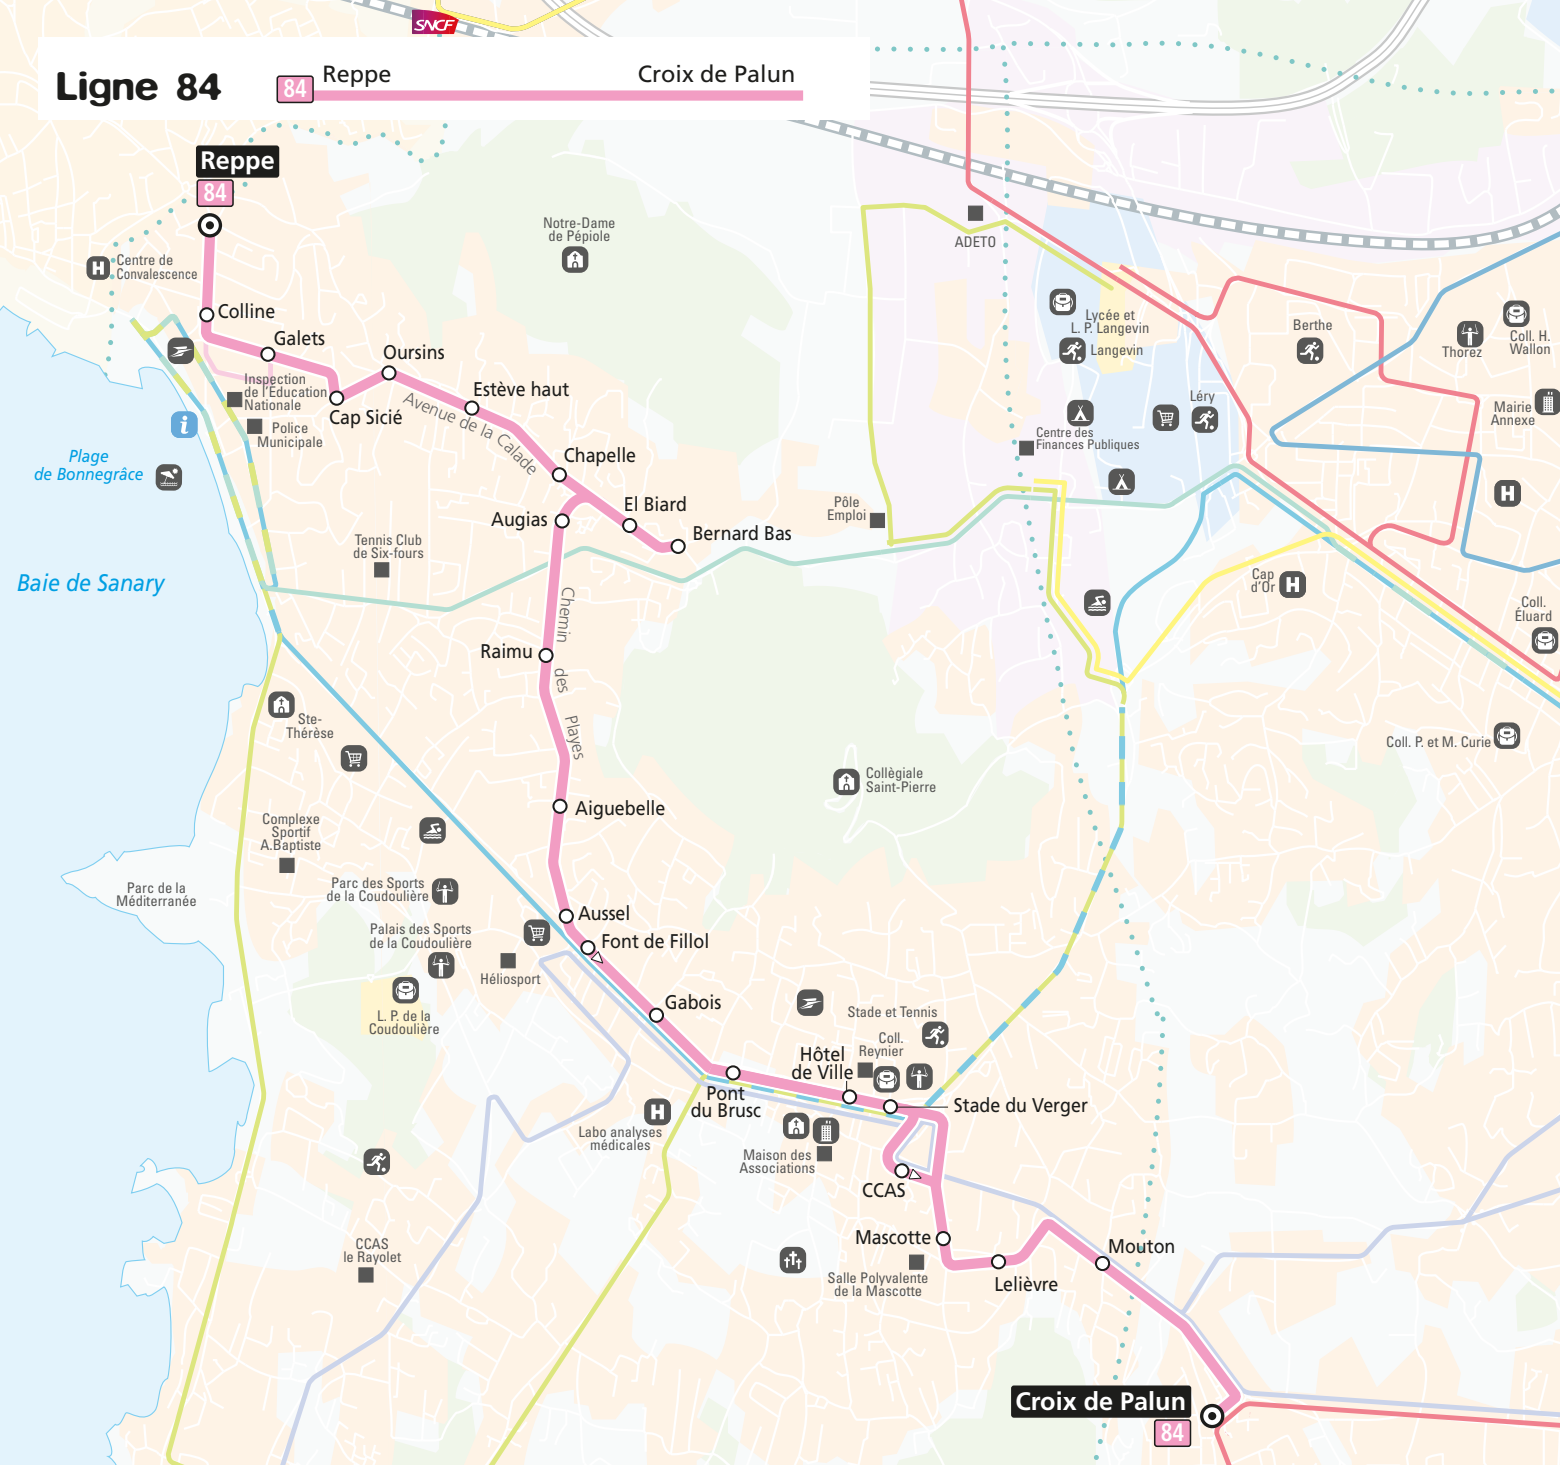 SNCF
Ligne 84
84
Reppe
Croix de Palun
Reppe
84
Centre de
Convalescence
Colline
Galets
Oursins
Inspection
de l'Éducation
Nationale
Cap Sicié
Estève haut
Avenue de la Calade
Police
Municipale
i
Plage
de Bonnegrâce
Chapelle
El Biard
Augias
Bernard Bas
Tennis Club
de Six-fours
Baie de Sanary
Notre-Dame
de Pépiole
ADETO
Lycée et
L. P. Langevin
Langevin
Berthe
Thorez
Coll. H.
Wallon
Léry
Mairie
Annexe
Centre des
Finances Publiques
Pôle
Emploi
H
Cap
d'Or
H
Coll.
Éluard
Chemin des Playes
Raimu
Ste-
Thérèse
Coll. P. et M. Curie
Collègiale
Saint-Pierre
Aiguebelle
Complexe
Sportif
A.Baptiste
Parc de la
Méditerranée
Parc des Sports
de la Coudoulière
Palais des Sports
de la Coudoulière
Aussel
Font de Fillol
Héliosport
L. P. de la
Coudoulière
Gabois
Stade et Tennis
Coll.
Reynier
Hôtel
de Ville
Pont
du Brusc
Stade du Verger
H
Labo analyses
médicales
Maison des
Associations
CCAS
Mascotte
CCAS
le Rayolet
Salle Polyvalente
de la Mascotte
Lelièvre
Mouton
Croix de Palun
84
H